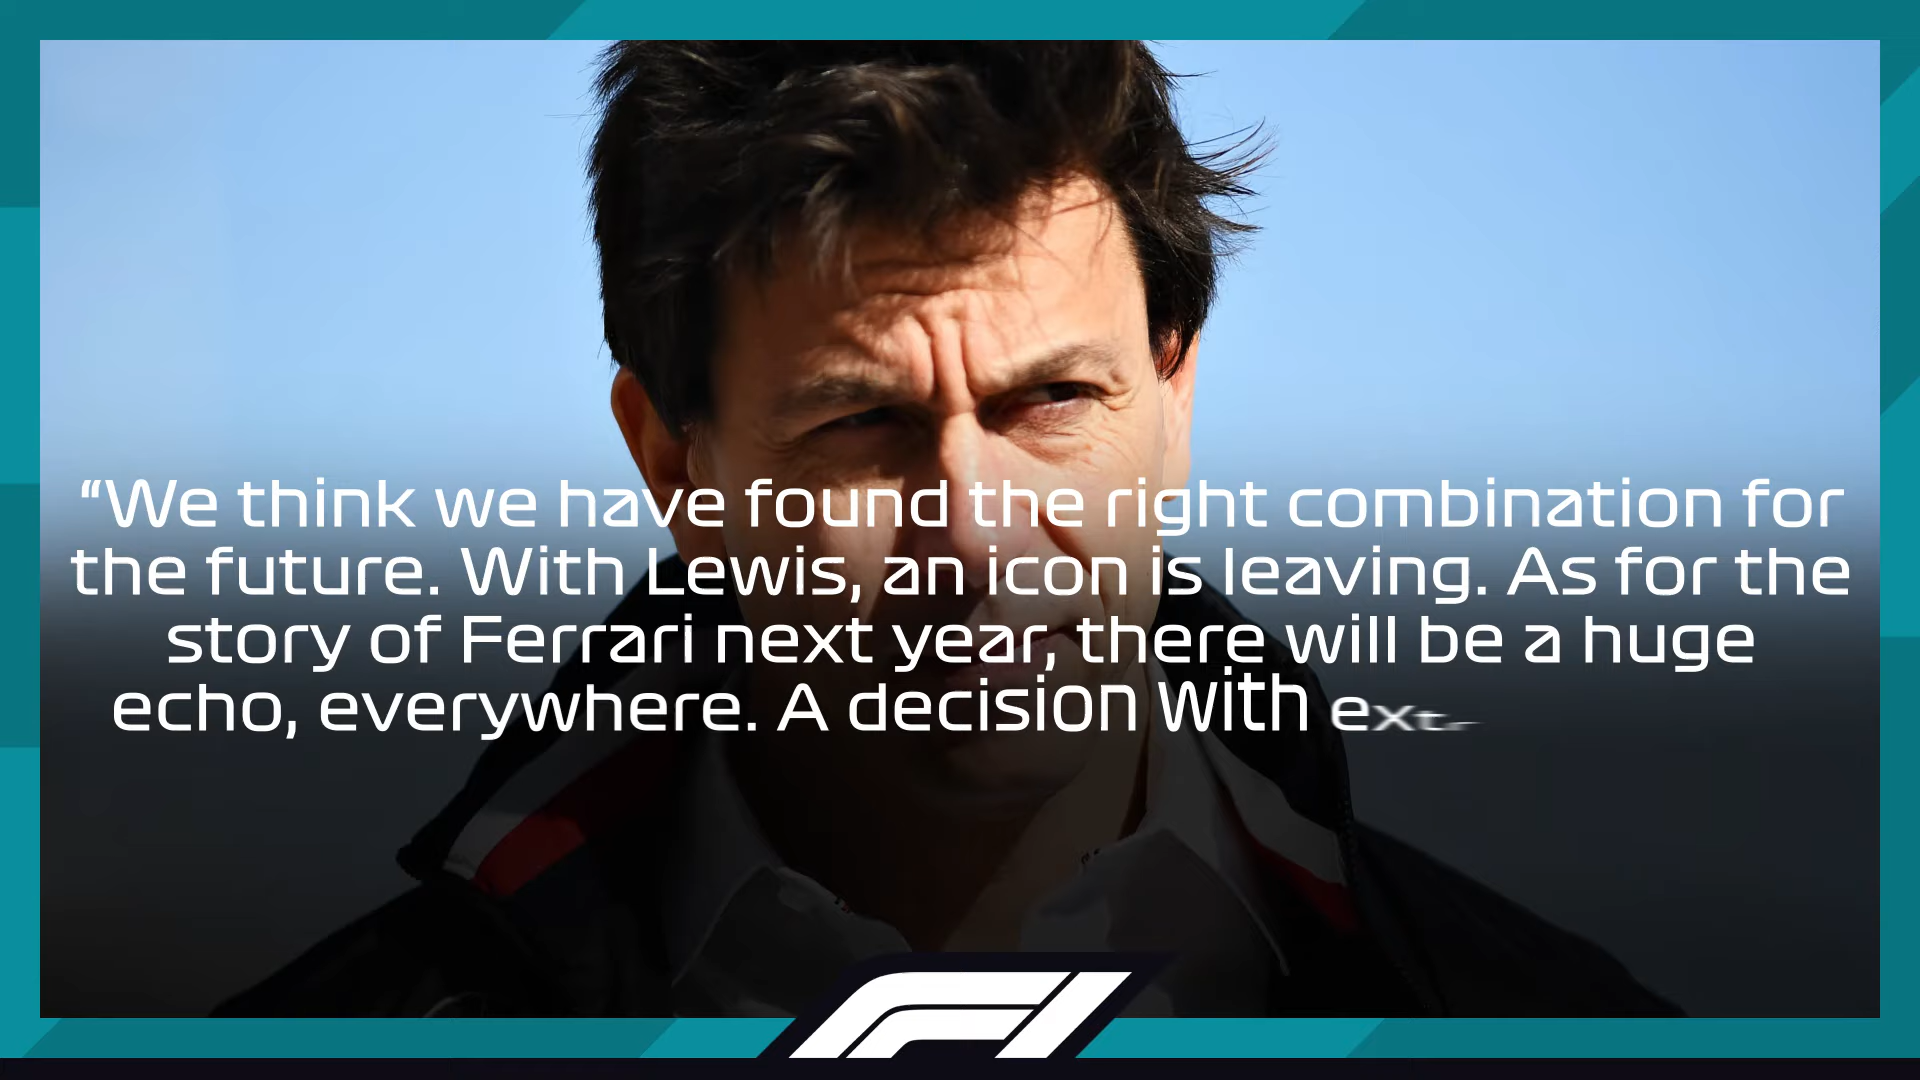 “We think we have found the right combination for
the future. With Lewis, an icon is leaving. As for the
story of Ferrari next year, there will be a huge
echo, everywhere. A decision with
F1